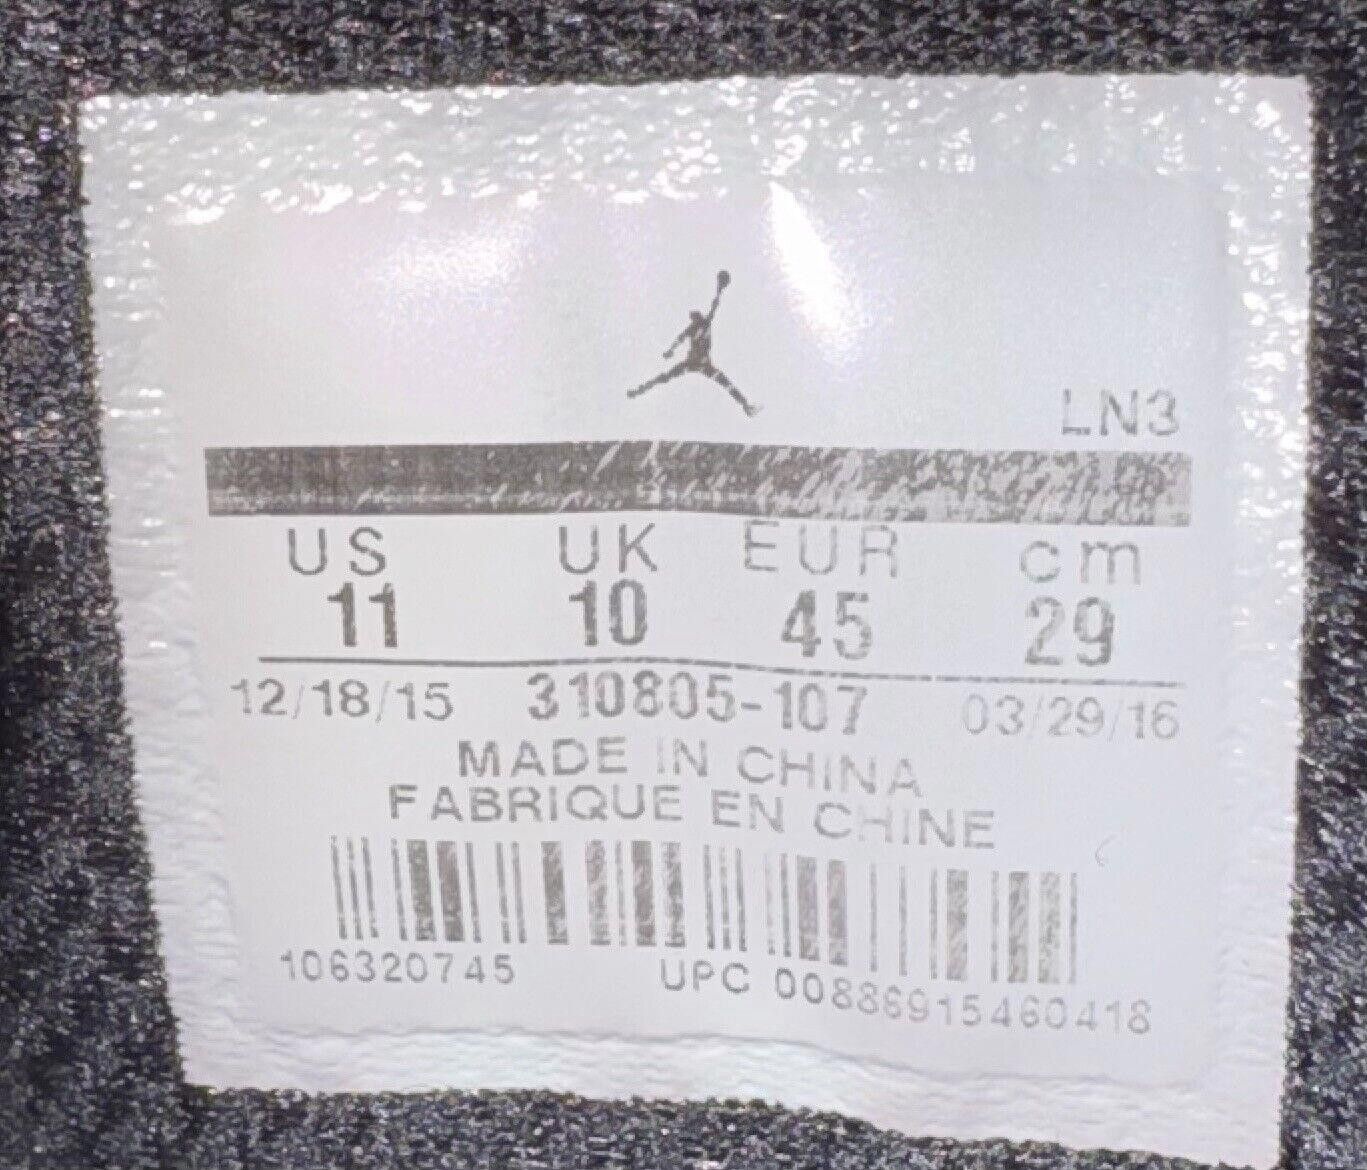 LN3
US UK EUR cm
11 10 45 29
12/18/15 310805-107 03/29/16
MADE IN CHINA
FABRIQUE EN CHINE
106320745 UPC 00886915460418